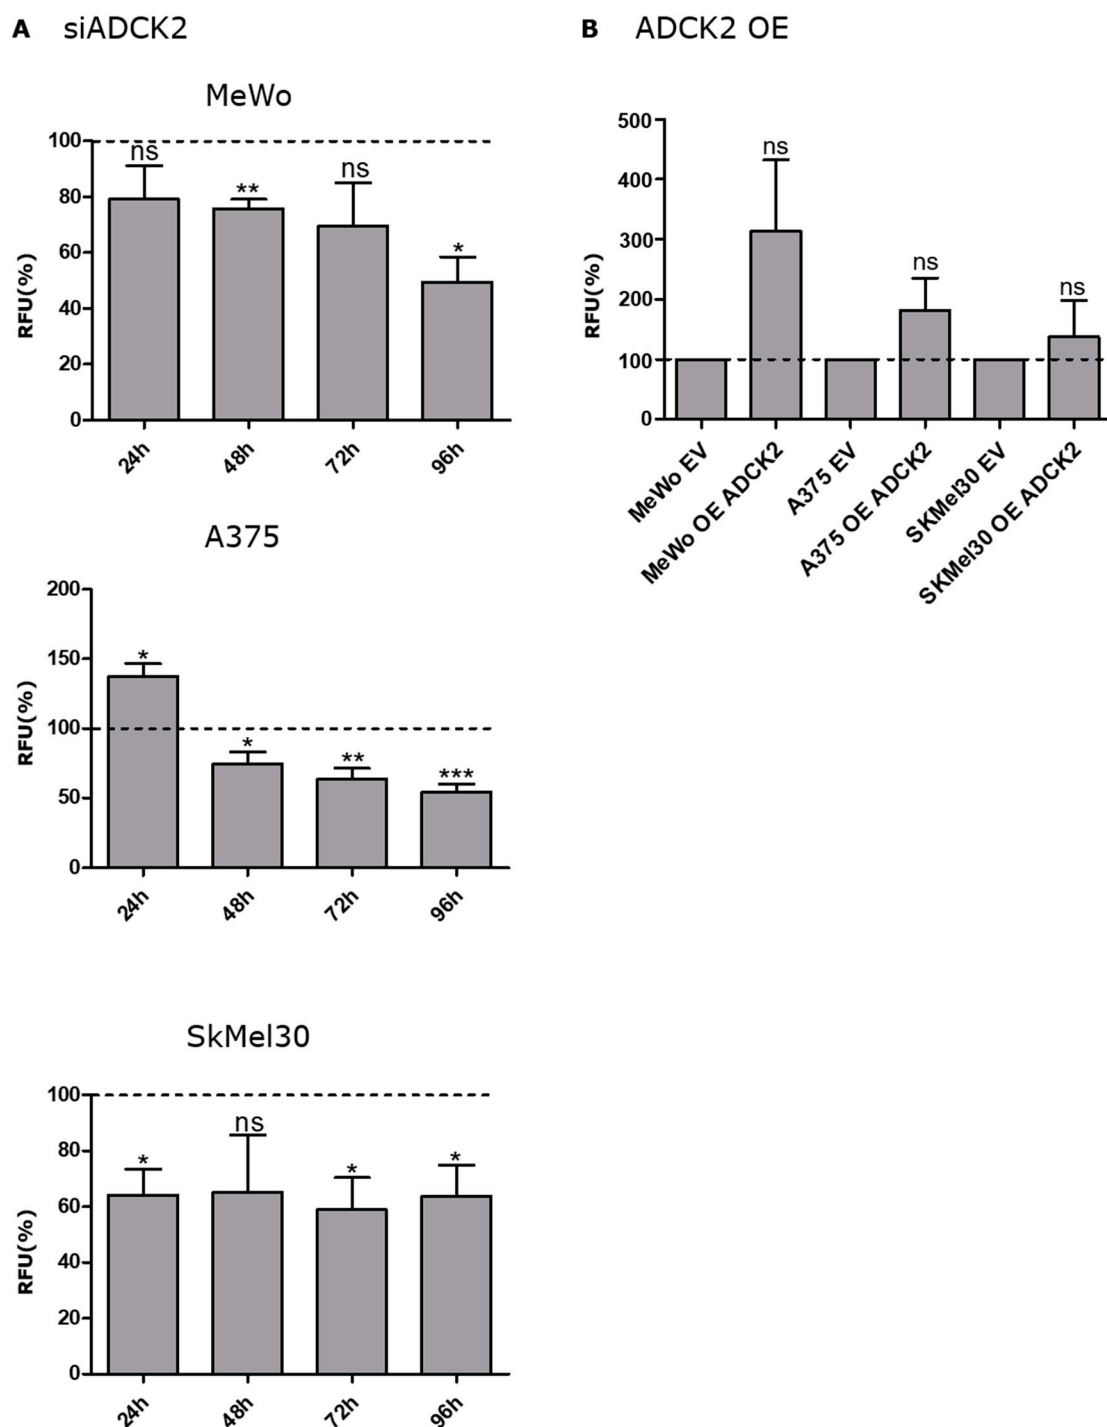 A siADCK2
MeWo
100
80
60
40
20
0
RFU(%)
ns
**
ns
*
24h
48h
72h
96h
A375
200
150
100
50
0
RFU(%)
*
*
**
***
24h
48h
72h
96h
SkMel30
100
80
60
40
20
0
RFU(%)
*
ns
*
*
24h
48h
72h
96h
B ADCK2 OE
500
400
300
200
100
0
RFU(%)
ns
ns
ns
MeWo EV
MeWo OE ADCK2
A375 EV
A375 OE ADCK2
SKMel30 EV
SKMel30 OE ADCK2